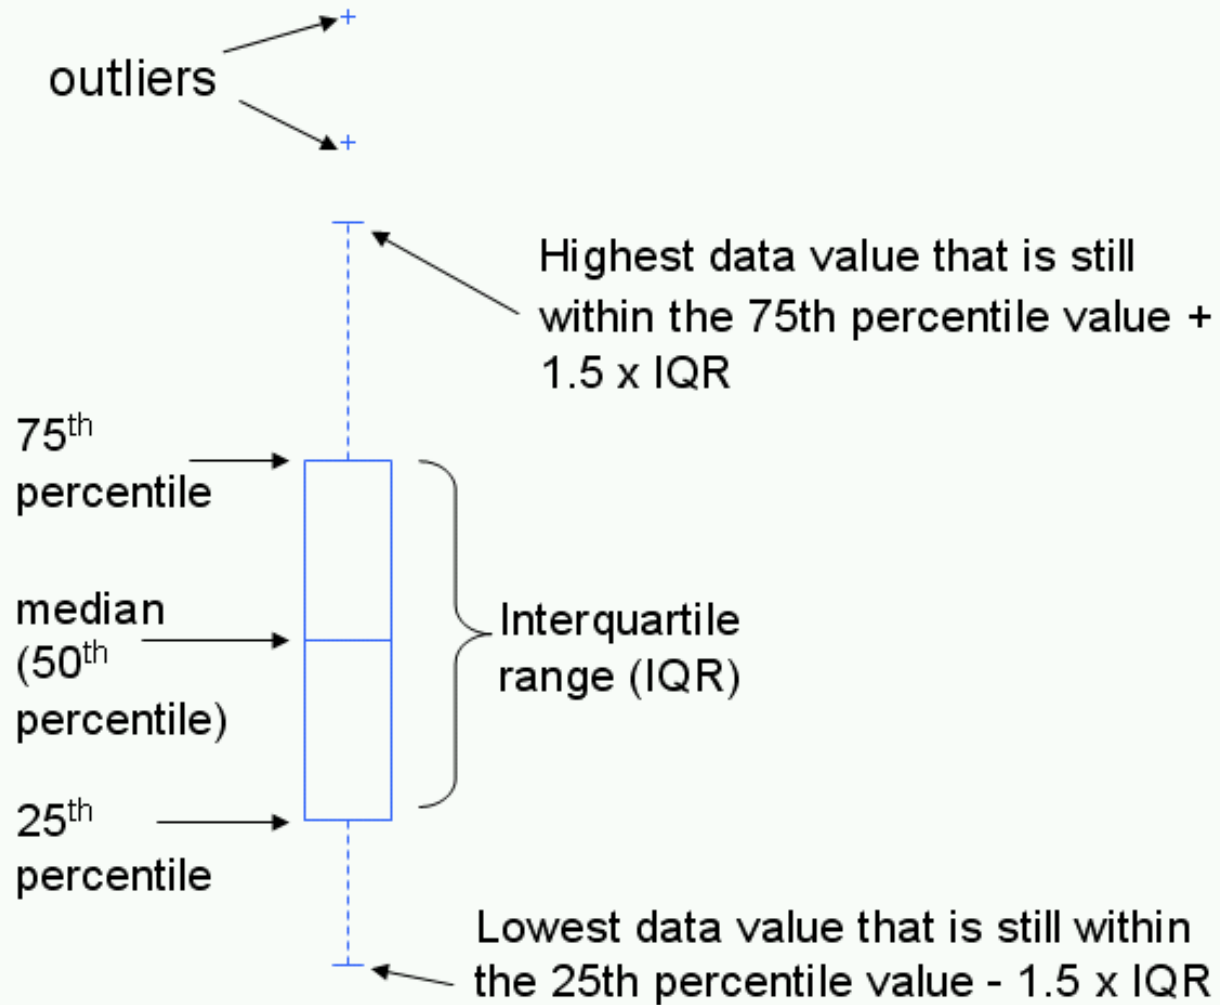 outliers
Highest data value that is still
within the 75th percentile value +
1.5 x IQR
75th
percentile
median
(50th
percentile)
Interquartile
range (IQR)
25th
percentile
Lowest data value that is still within
the 25th percentile value - 1.5 x IQR